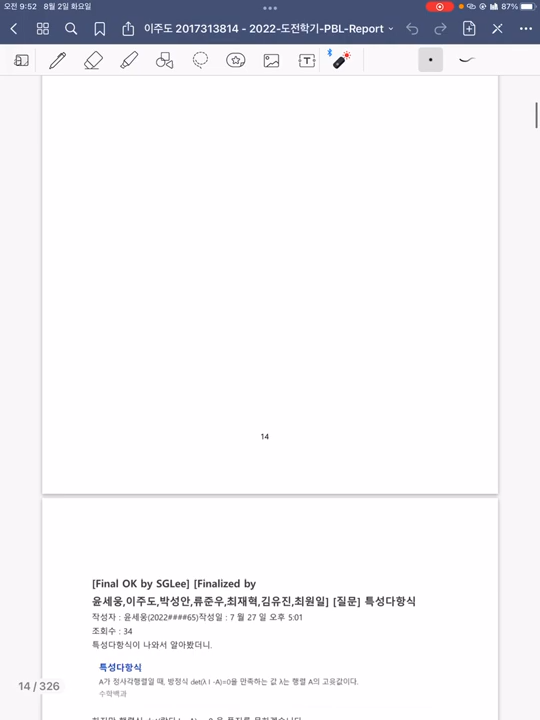 오전 9:52 8월 2일 화요일
87%
이주도 2017313814 - 2022-도전학기-PBL-Report
14
[Final OK by SGLee] [Finalized by
윤세웅,이주도,박성안,류준우,최재혁,김유진,최원일] [질문] 특성다항식
작성자 : 윤세웅(2022####65)작성일 : 7 월 27 일 오후 5:01
조회수 : 34
특성다항식이 나와서 알아봤더니.
특성다항식
A가 정사각행렬일 때, 방정식 det(λ I -A)=0을 만족하는 값 λ는 행렬 A의 고윳값이다.
수학백과
14 / 326